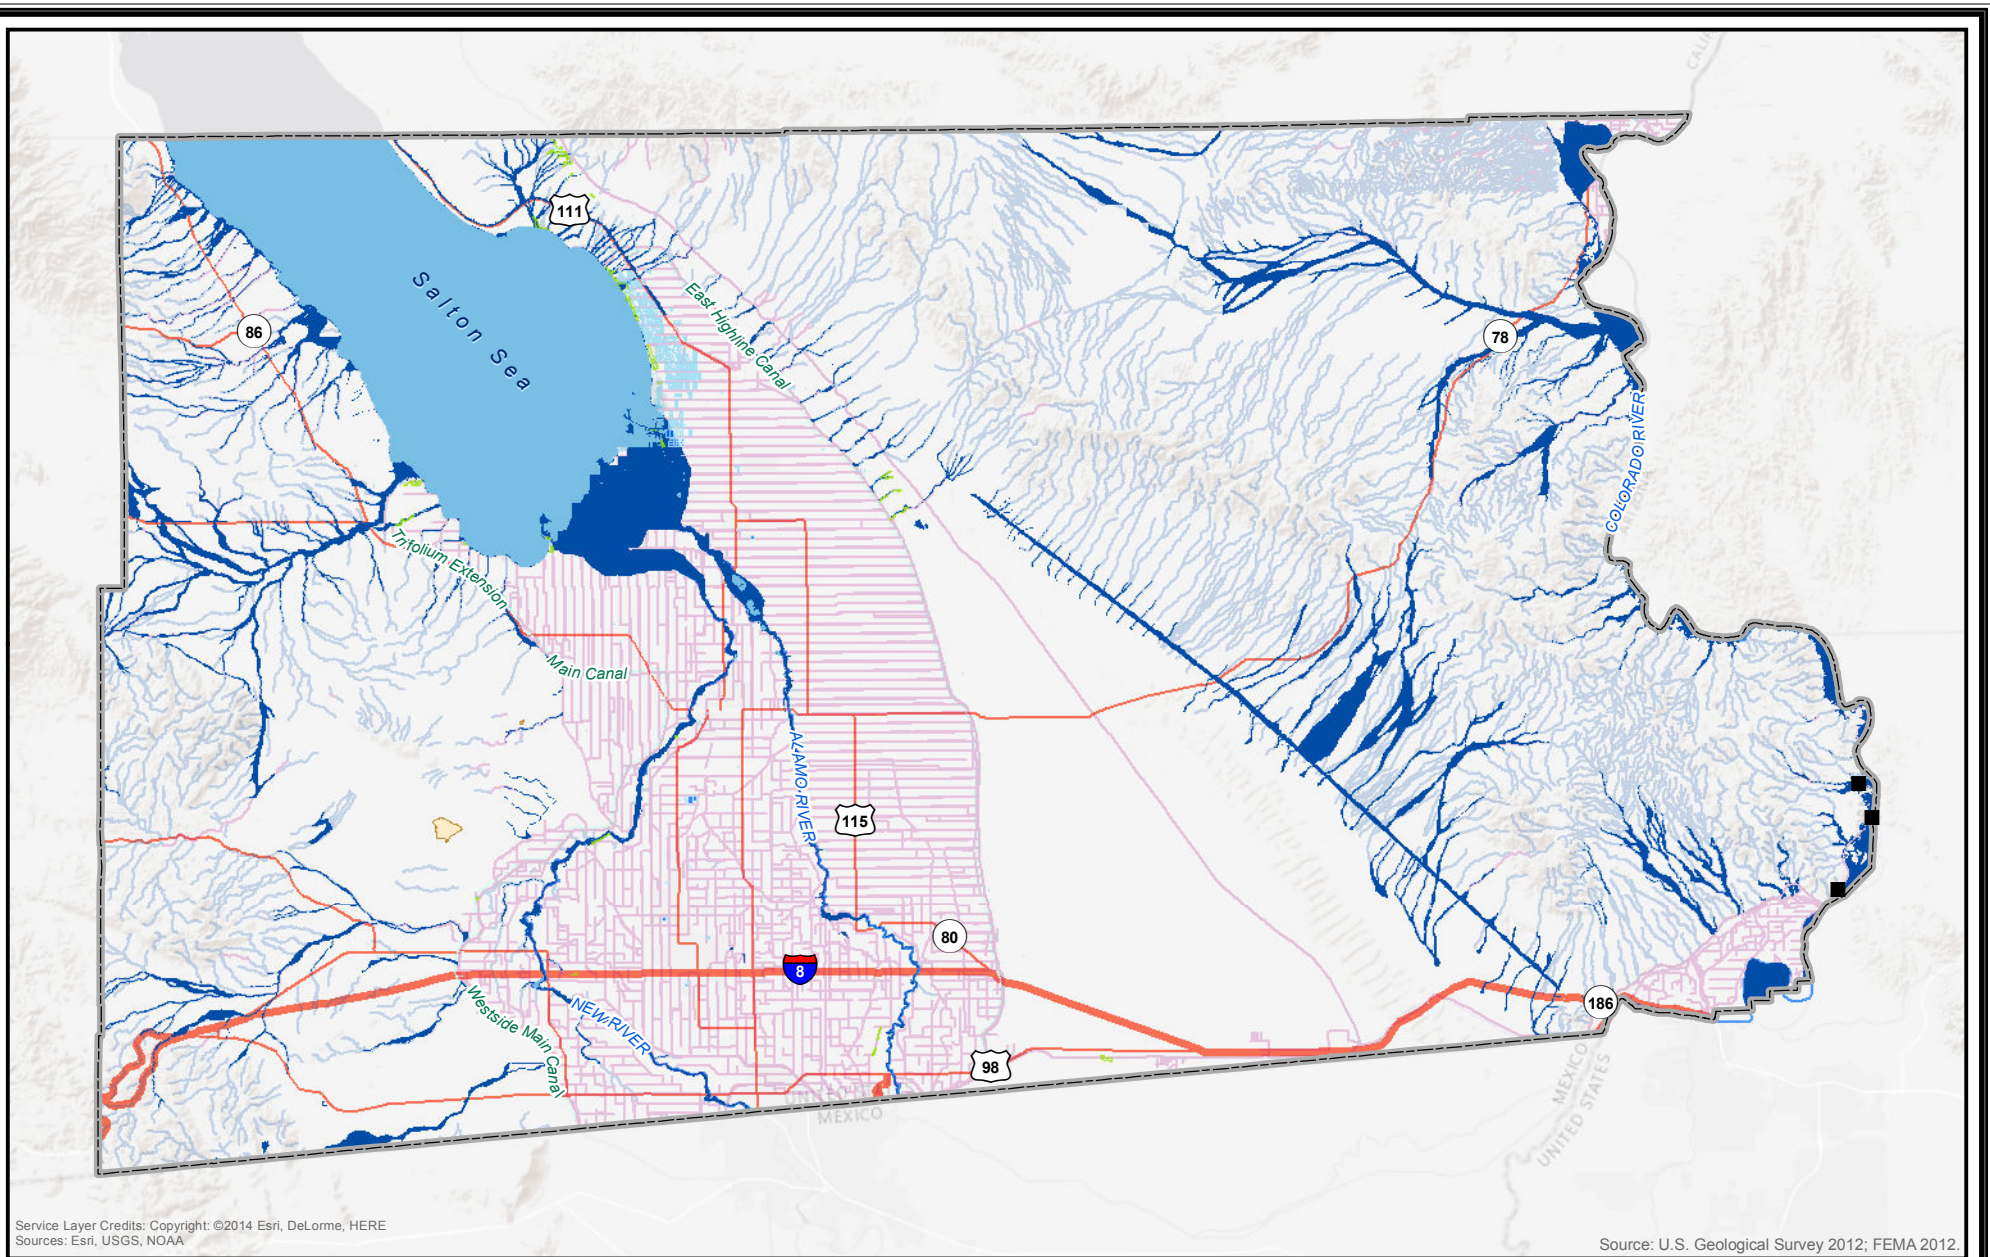 CALIF
111
Salton Sea
East Highline Canal
86
78
COLORADO RIVER
Trifolium Extension
Main Canal
ALAMO RIVER
115
80
8
186
Westside Main Canal
NEW RIVER
98
UNITED
MEXICO
MEXICO
UNITED STATES
Service Layer Credits: Copyright: ©2014 Esri, DeLorme, HERE
Sources: Esri, USGS, NOAA
Source: U.S. Geological Survey 2012; FEMA 2012.